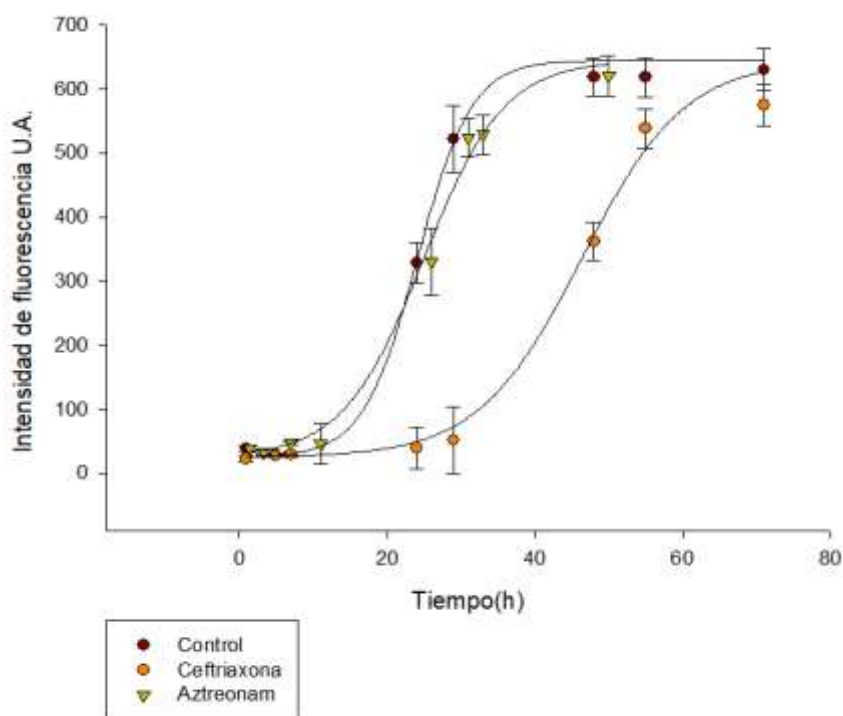 Intensidad de fluorescencia U.A.
700
600
500
400
300
200
100
0
0 20 40 60 80
Tiempo(h)
Control
Ceftriaxona
Aztreonam